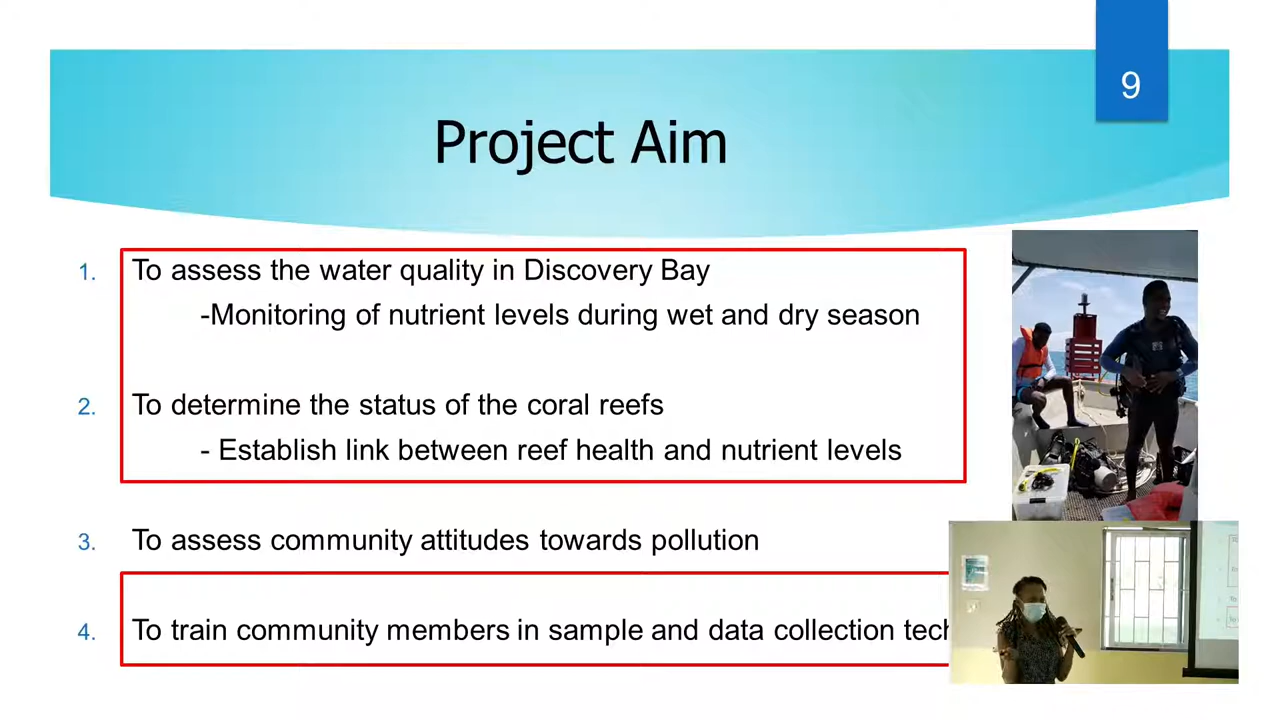 9
Project Aim
1. To assess the water quality in Discovery Bay
-Monitoring of nutrient levels during wet and dry season
2. To determine the status of the coral reefs
- Establish link between reef health and nutrient levels
3. To assess community attitudes towards pollution
4. To train community members in sample and data collection